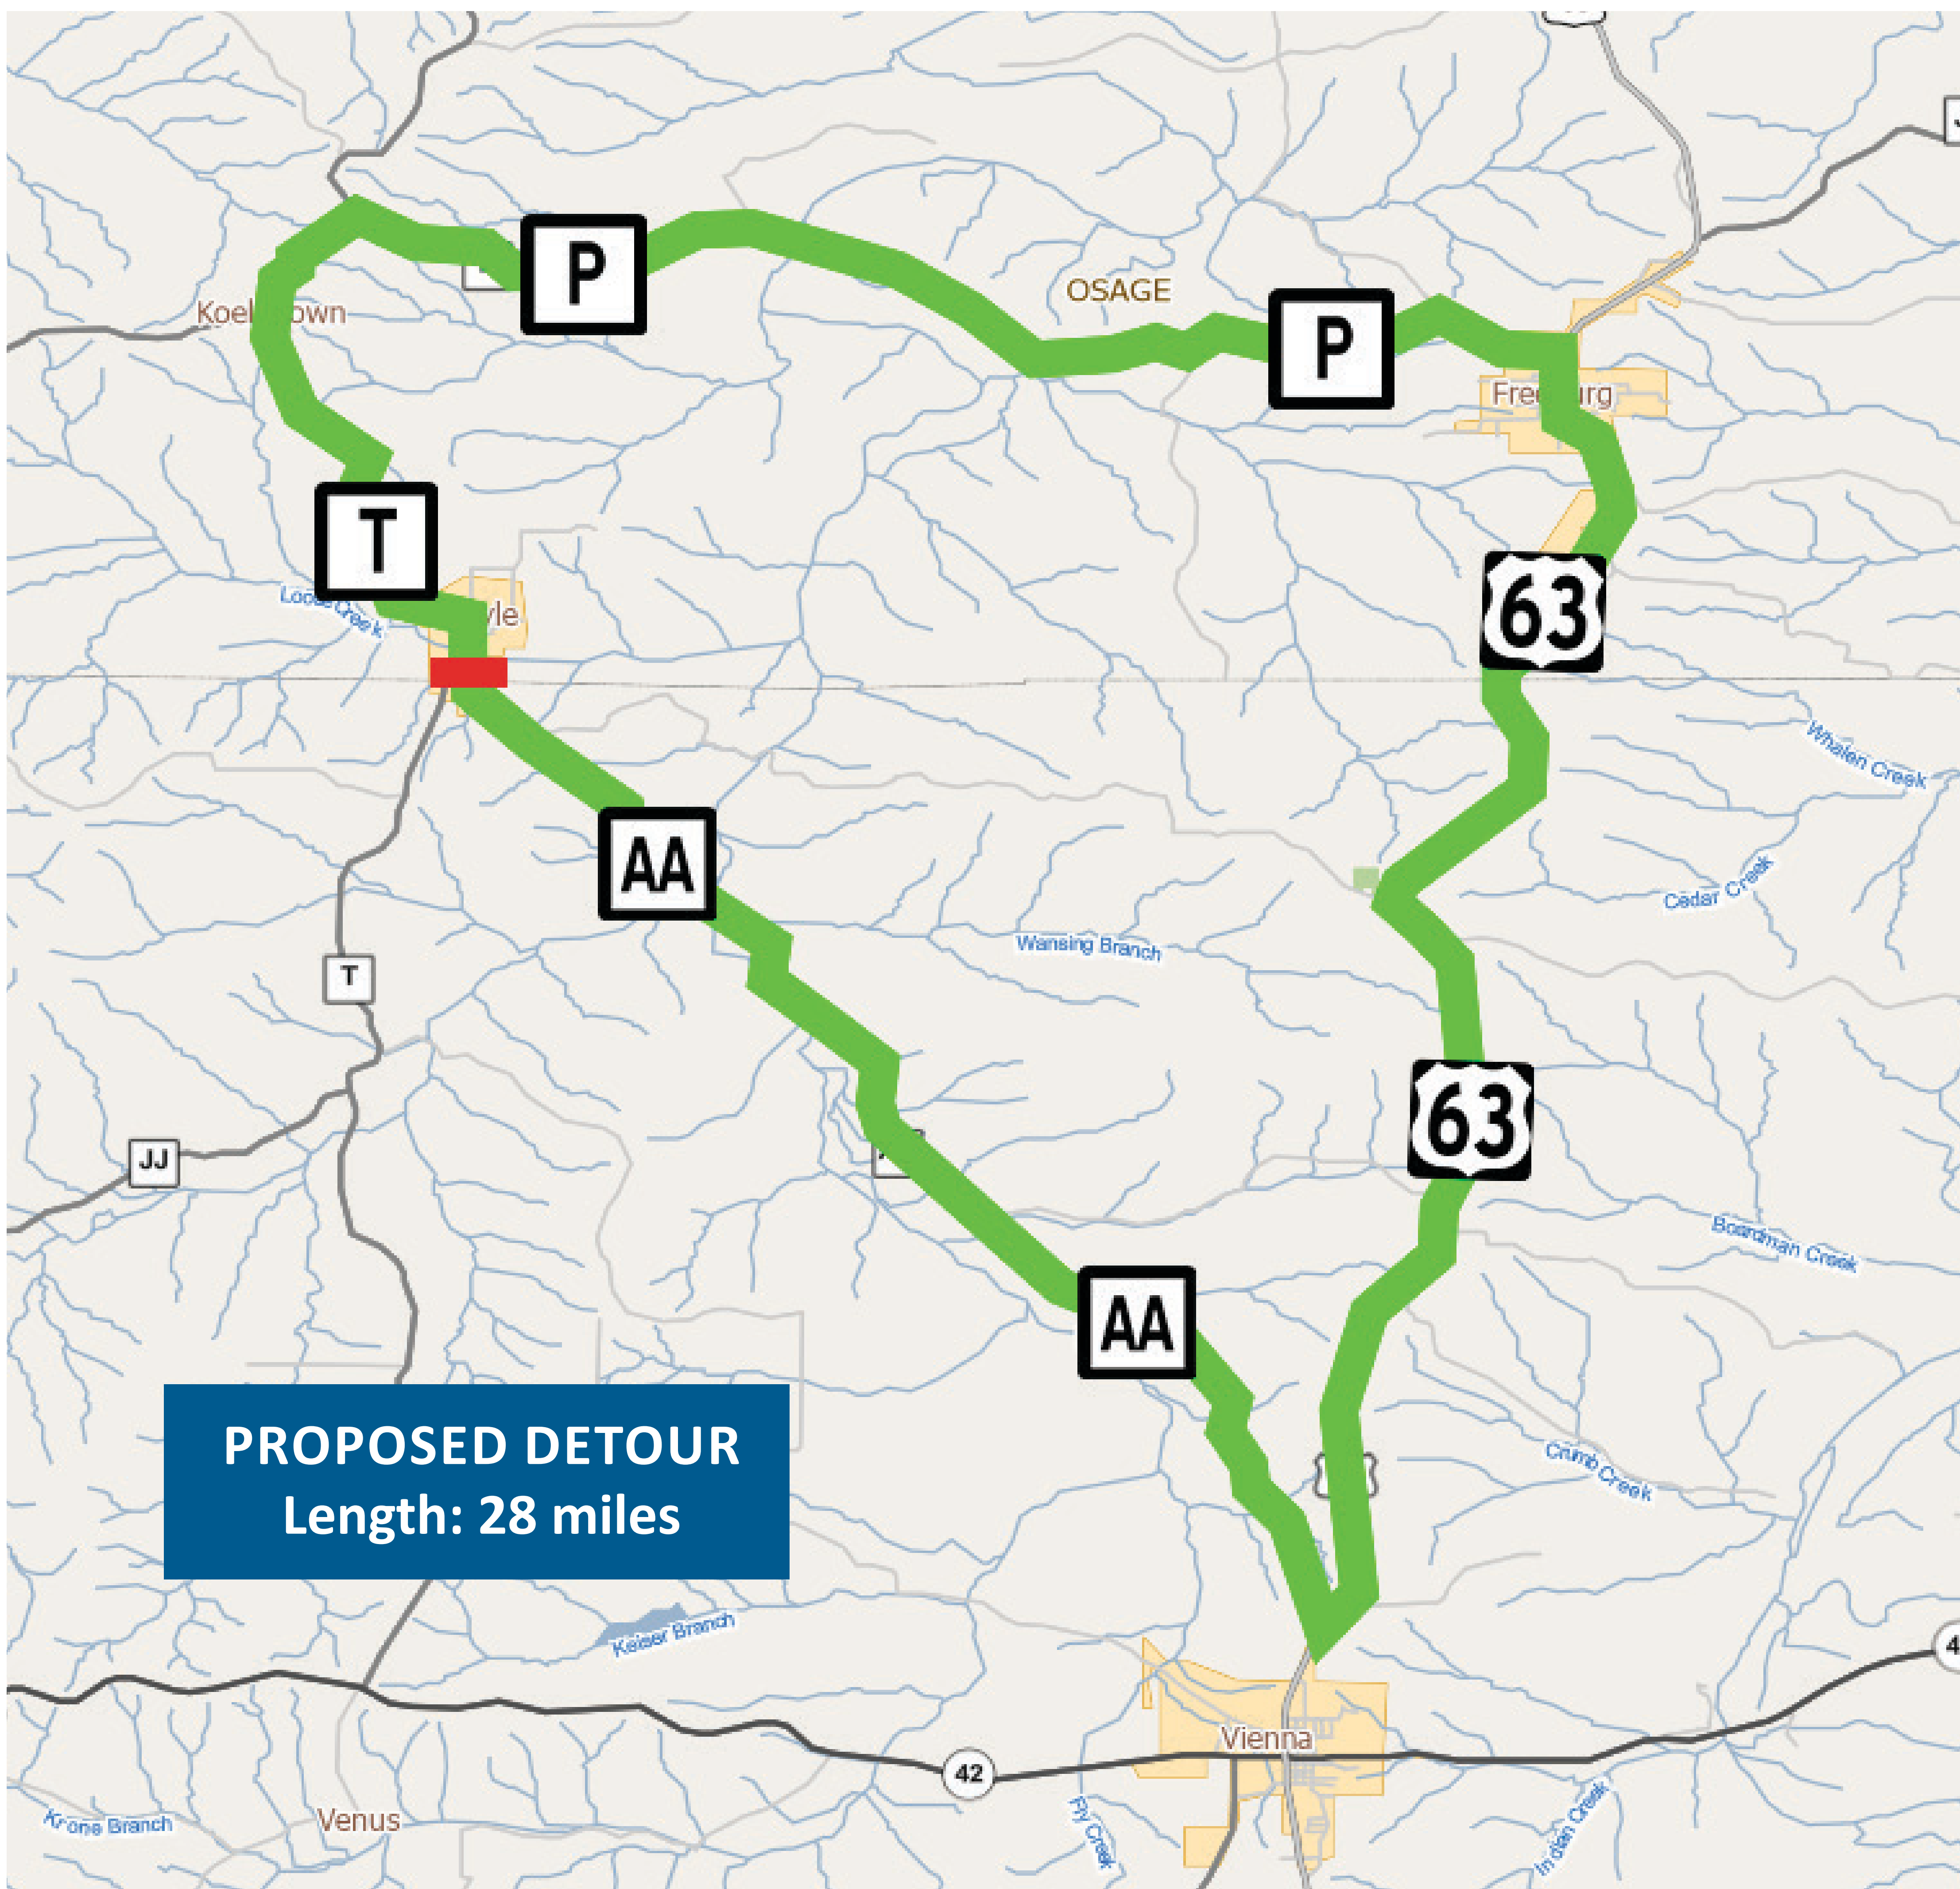 P
OSAGE
P
T
63
AA
Whalen Creek
Cedar Creek
Wansing Branch
T
63
JJ
Boardman Creek
AA
PROPOSED DETOUR
Length: 28 miles
Crumb Creek
Keiser Branch
Vienna
42
Krone Branch
Venus
Fly Creek
Indian Creek
Loose Creek